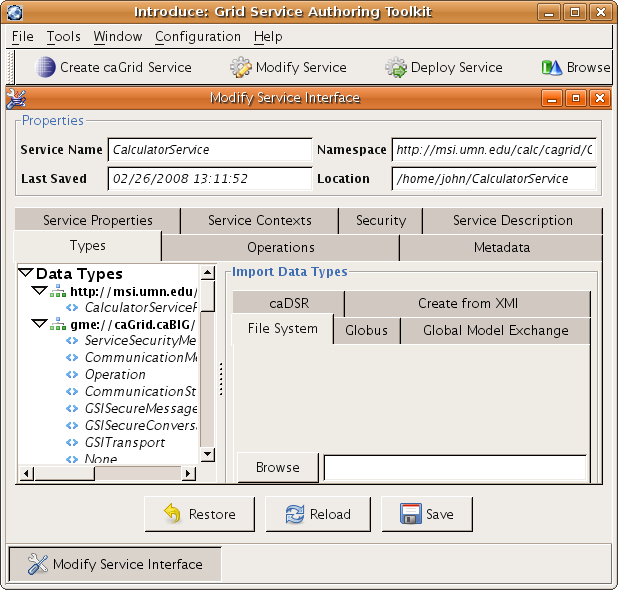 Introduce: Grid Service Authoring Toolkit
File Tools Window Configuration Help
Create caGrid Service Modify Service Deploy Service Browse
Modify Service Interface
Properties
Service Name CalculatorService Namespace http://msi.umn.edu/calc/cagrid/C
Last Saved 02/26/2008 13:11:52 Location /home/john/CalculatorService
Service Properties Service Contexts Security Service Description
Types Operations Metadata
Data Types
http://msi.umn.edu/
CalculatorServiceF
gme://caGrid.caBIG/
ServiceSecurityMe
CommunicationMe
Operation
CommunicationSt
GSISecureMessage
GSISecureConvers
GSITransport
None
Import Data Types
caDSR Create from XMI
File System Globus Global Model Exchange
Browse
Restore Reload Save
Modify Service Interface